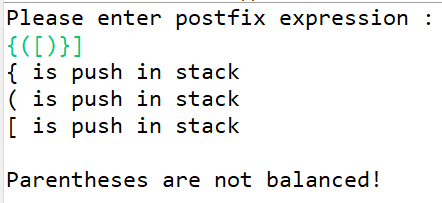 Please enter postfix expression :
{([)}]
{ is push in stack
( is push in stack
[ is push in stack
Parentheses are not balanced!